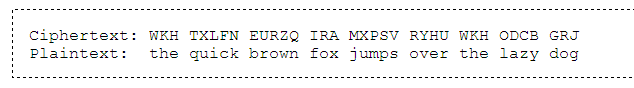 Ciphertext: WKH TXLFN EURZQ IRA MXPSV RYHU WKH ODCB GRJ
Plaintext: the quick brown fox jumps over the lazy dog